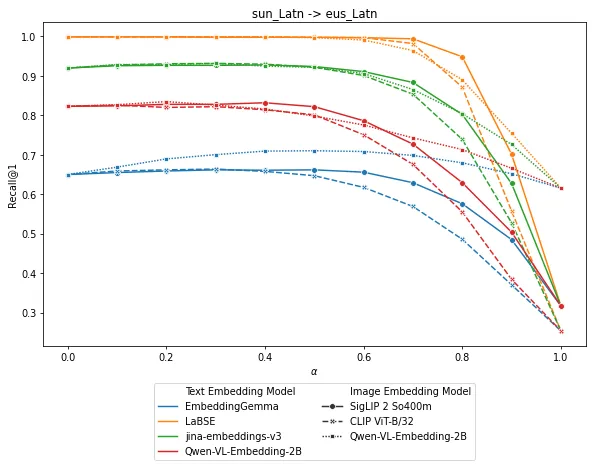 sun_Latn -> eus_Latn
1.0
0.9
0.8
0.7
0.6
0.5
0.4
0.3
Recall@1
0.0 0.2 0.4 0.6 0.8 1.0
α
Text Embedding Model Image Embedding Model
EmbeddingGemma SigLIP 2 So400m
LaBSE CLIP ViT-B/32
jina-embeddings-v3 Qwen-VL-Embedding-2B
Qwen-VL-Embedding-2B